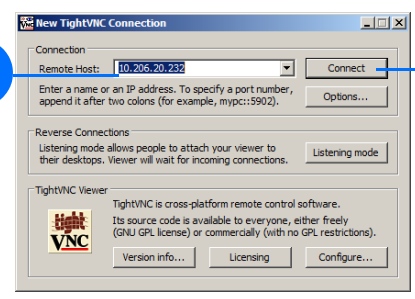 New TightVNC Connection
Connection
Remote Host: 10.206.20.232 Connect
Enter a name or an IP address. To specify a port number,
append it after two colons (for example, mypc::5902). Options...
Reverse Connections
Listening mode allows people to attach your viewer to
their desktops. Viewer will wait for incoming connections. Listening mode
TightVNC Viewer
TightVNC is cross-platform remote control software.
Its source code is available to everyone, either freely
(GNU GPL license) or commercially (with no GPL restrictions).
tight
VNC
Version info... Licensing Configure...